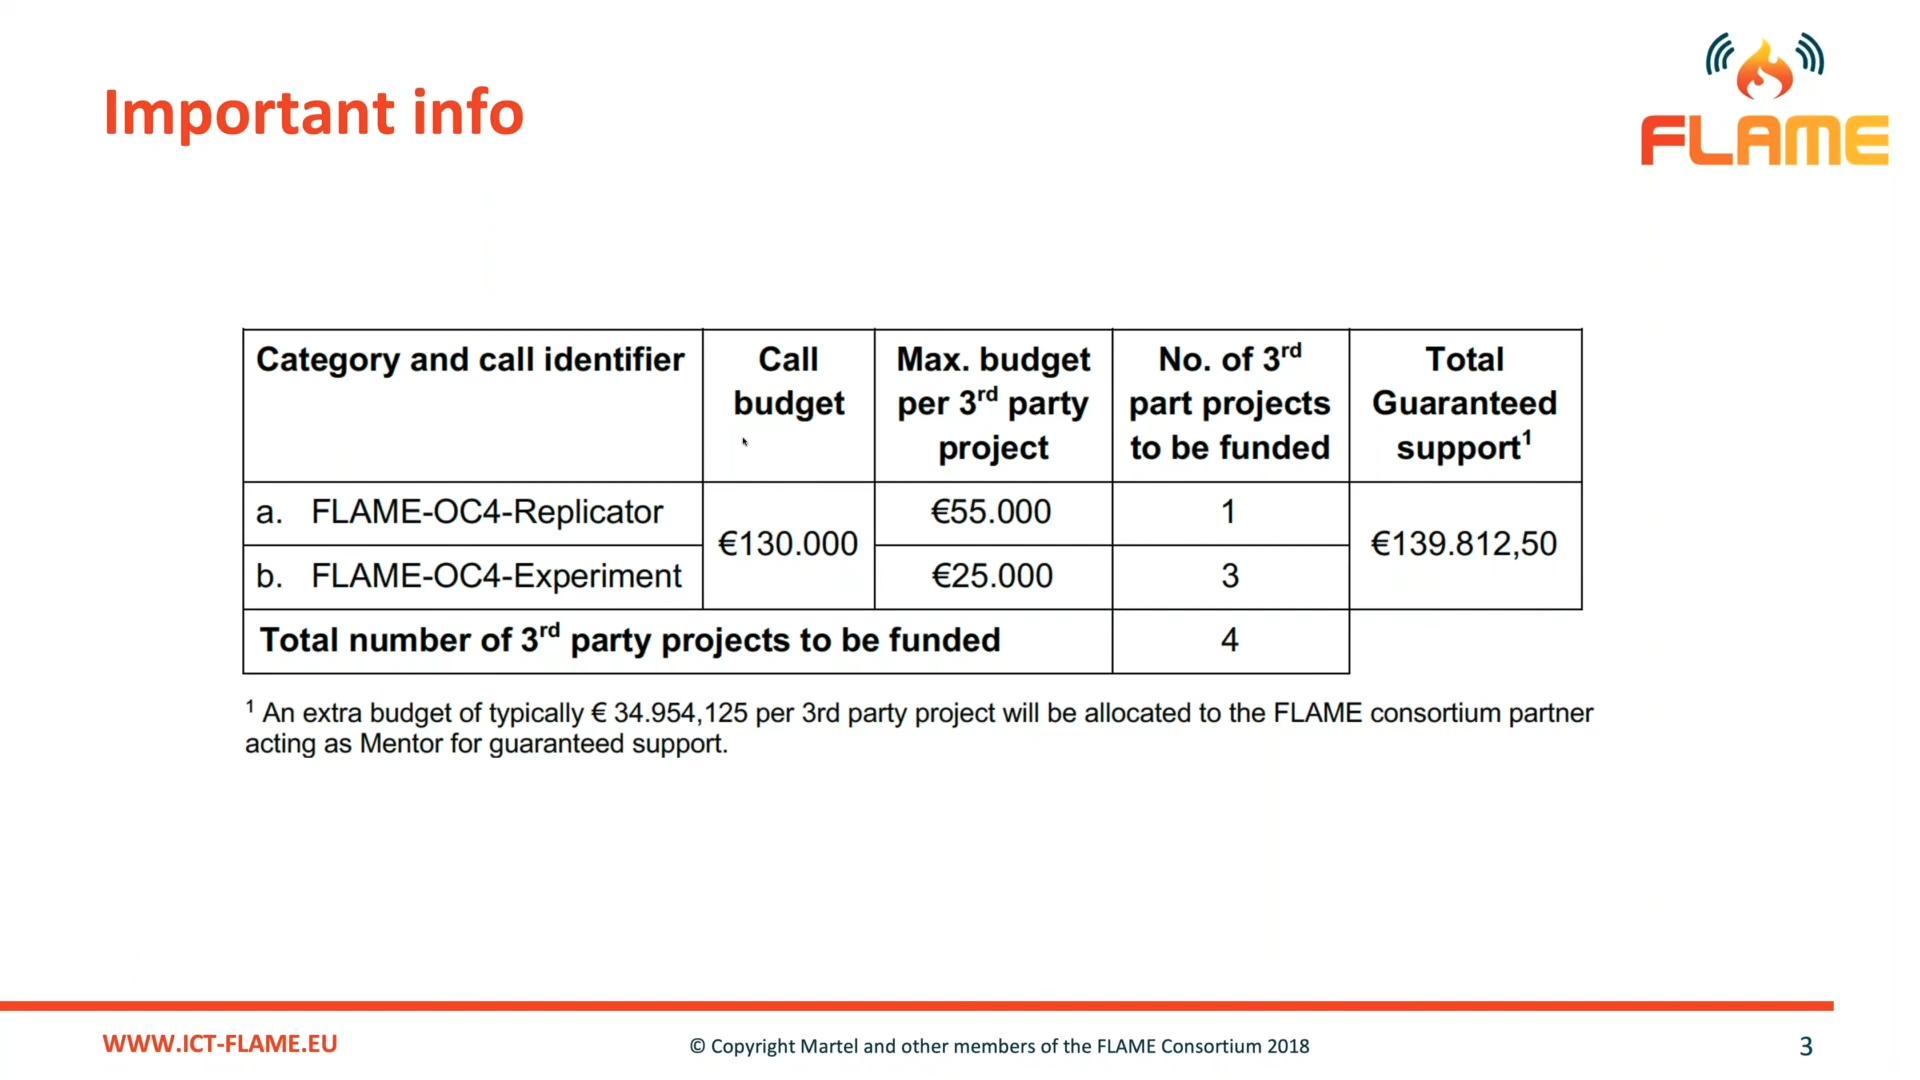 Important info
FLAME
Category and call identifier
Call
budget
Max. budget
per 3rd party
project
No. of 3rd
part projects
to be funded
Total
Guaranteed
support1
a. FLAME-OC4-Replicator
€130.000
€55.000
1
€139.812,50
b. FLAME-OC4-Experiment
€25.000
3
Total number of 3rd party projects to be funded
4
1 An extra budget of typically € 34.954,125 per 3rd party project will be allocated to the FLAME consortium partner
acting as Mentor for guaranteed support.
WWW.ICT-FLAME.EU
© Copyright Martel and other members of the FLAME Consortium 2018
3